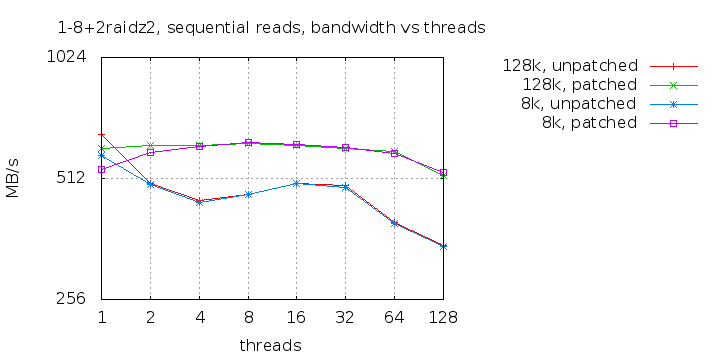 1-8+2raidz2, sequential reads, bandwidth vs threads
1024
512
256
MB/s
1 2 4 8 16 32 64 128
threads
128k, unpatched
128k, patched
8k, unpatched
8k, patched